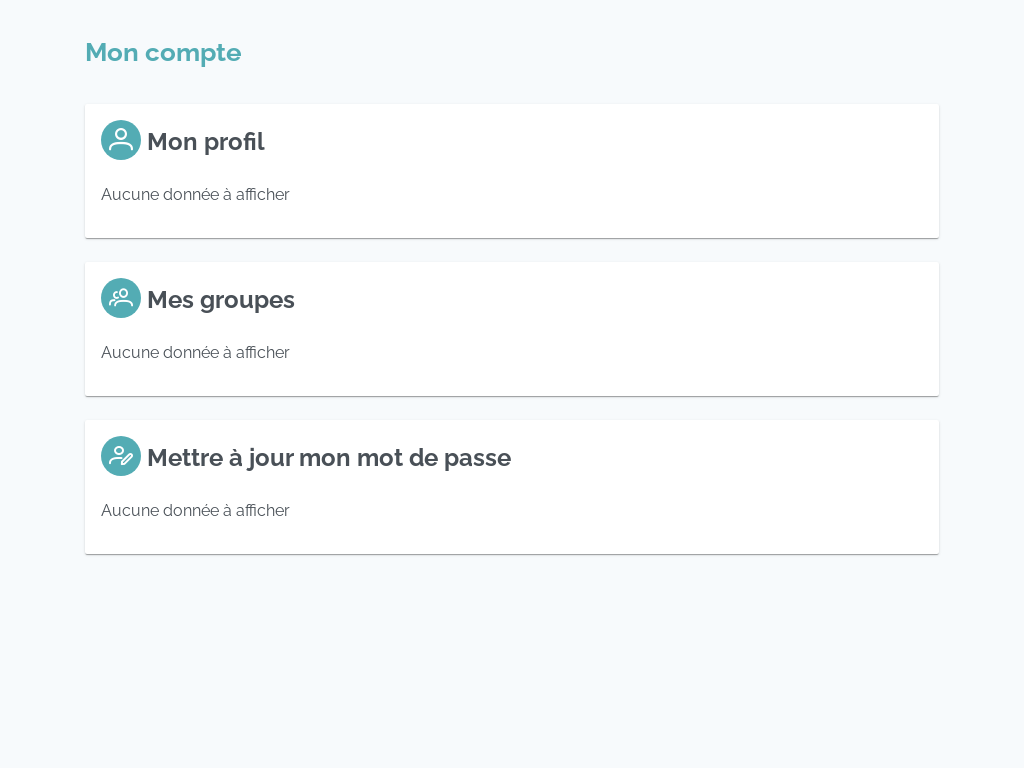 Mon compte
Mon profil
Aucune donnée à afficher
Mes groupes
Aucune donnée à afficher
Mettre à jour mon mot de passe
Aucune donnée à afficher